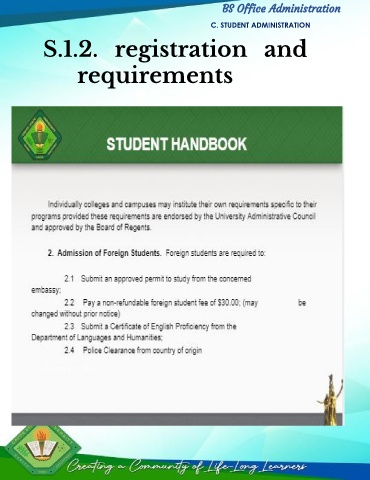 BS Office Administration
C. STUDENT ADMINISTRATION
S.1.2. registration and
requirements
STUDENT HANDBOOK
Individually colleges and campuses may institute their own requirements specific to their
programs provided these requirements are endorsed by the University Administrative Council
and approved by the Board of Regents.
2. Admission of Foreign Students. Foreign students are required to:
2.1 Submit an approved permit to study from the concerned
embassy;
2.2 Pay a non-refundable foreign student fee of $30.00; (may be
changed without prior notice)
2.3 Submit a Certificate of English Proficiency from the
Department of Languages and Humanities;
2.4 Police Clearance from country of origin
Creating a Community of Life-Long Learners